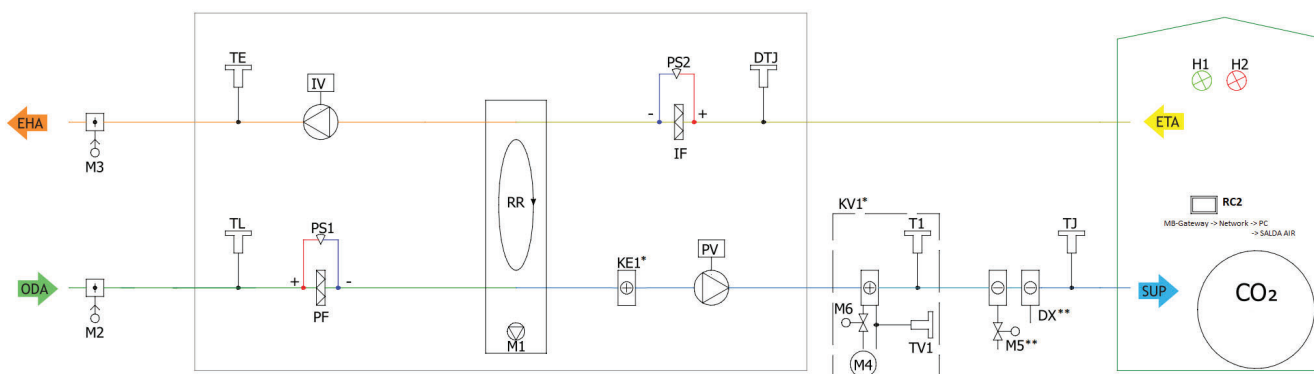 TE
IV
PS2
DTJ
H1 H2
EHA
- +
ETA
M3
IF
RR
RC2
MB-Gateway -> Network -> PC
-> SALDA AIR
TL
PS1
KE1*
PV
KV1*
T1
TJ
ODA
+ -
SUP
CO2
M2
PF
M1
M6
TV1
M4
M5**
DX**